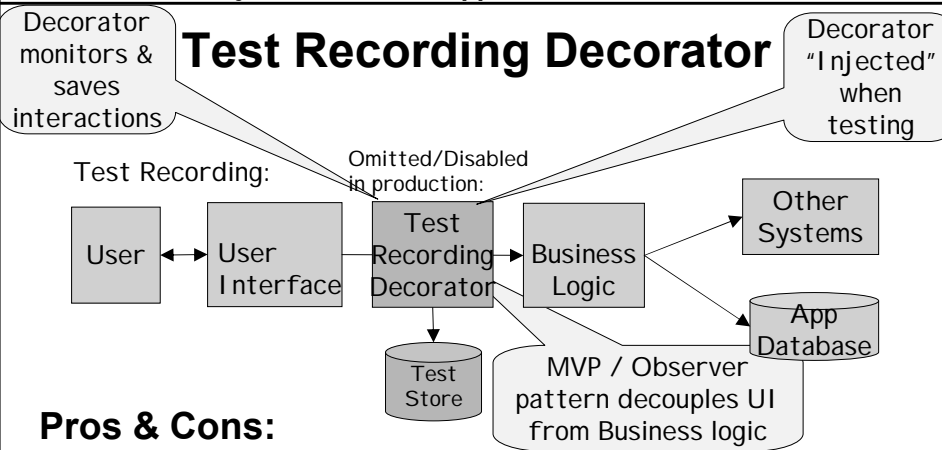 Test Recording Decorator
Decorator
monitors &
saves
interactions
Decorator
"Injected"
when
testing
Test Recording:
Omitted/Disabled
in production:
User
User
Interface
Test
Recording
Decorator
Business
Logic
Other
Systems
App
Database
Test
Store
MVP / Observer
pattern decouples UI
from Business logic
Pros & Cons: